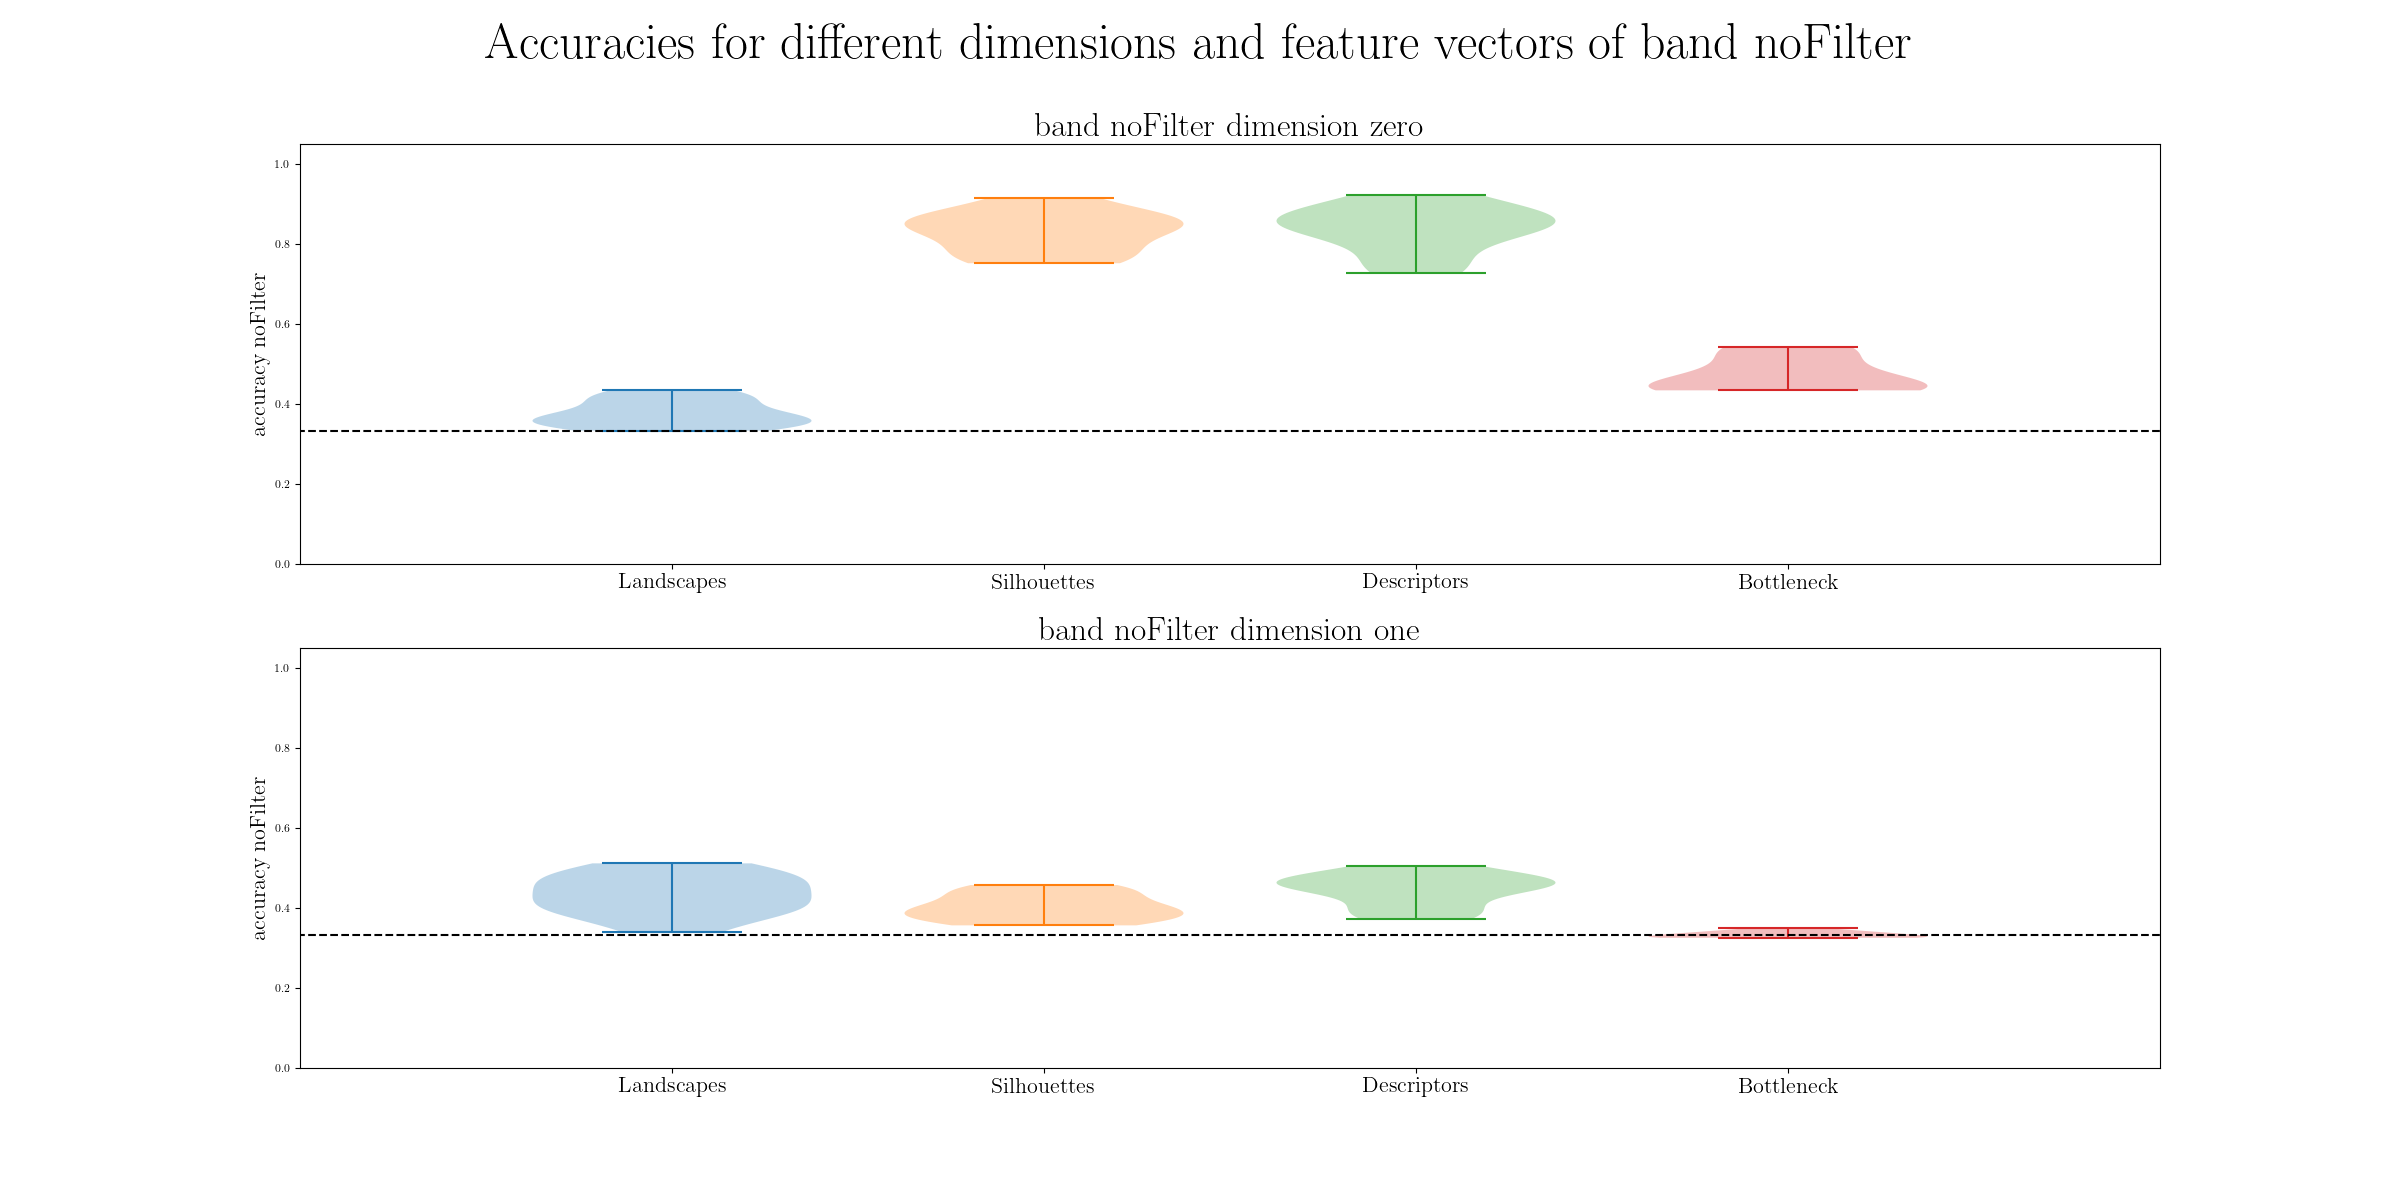 Accuracies for different dimensions and feature vectors of band noFilter
band noFilter dimension zero
accuracy noFilter
1.0
0.8
0.6
0.4
0.2
0.0
Landscapes
Silhouettes
Descriptors
Bottleneck
band noFilter dimension one
accuracy noFilter
1.0
0.8
0.6
0.4
0.2
0.0
Landscapes
Silhouettes
Descriptors
Bottleneck